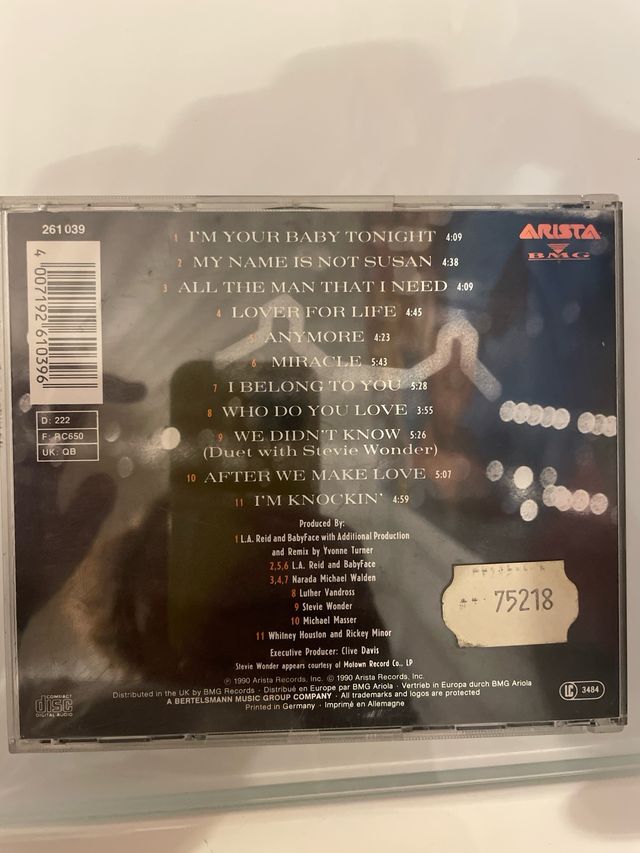 261 039
ARISTA
BMG
4 007192 610396
1 I'M YOUR BABY TONIGHT 4:09
2 MY NAME IS NOT SUSAN 4:38
3 ALL THE MAN THAT I NEED 4:09
4 LOVER FOR LIFE 4:45
5 ANYMORE 4:23
6 MIRACLE 5:43
7 I BELONG TO YOU 5:28
8 WHO DO YOU LOVE 3:55
9 WE DIDN'T KNOW 5:26
(Duet with Stevie Wonder)
10 AFTER WE MAKE LOVE 5:07
11 I'M KNOCKIN' 4:59
D: 222
F: RC650
UK: QB
Produced By:
1 L.A. Reid and BabyFace with Additional Production
and Remix by Yvonne Turner
2,5,6 L.A. Reid and BabyFace
3,4,7 Narada Michael Walden
8 Luther Vandross
9 Stevie Wonder
10 Michael Masser
11 Whitney Houston and Rickey Minor
Executive Producer: Clive Davis
Stevie Wonder appears courtesy of Motown Record Co., LP
75218
℗ 1990 Arista Records, Inc. © 1990 Arista Records, Inc.
Distributed in the UK by BMG Records · Distribué en Europe par BMG Ariola · Vertrieb in Europa durch BMG Ariola
A BERTELSMANN MUSIC GROUP COMPANY · All trademarks and logos are protected
Printed in Germany · Imprimé en Allemagne
COMPACT
disc
DIGITAL AUDIO
LC 3484